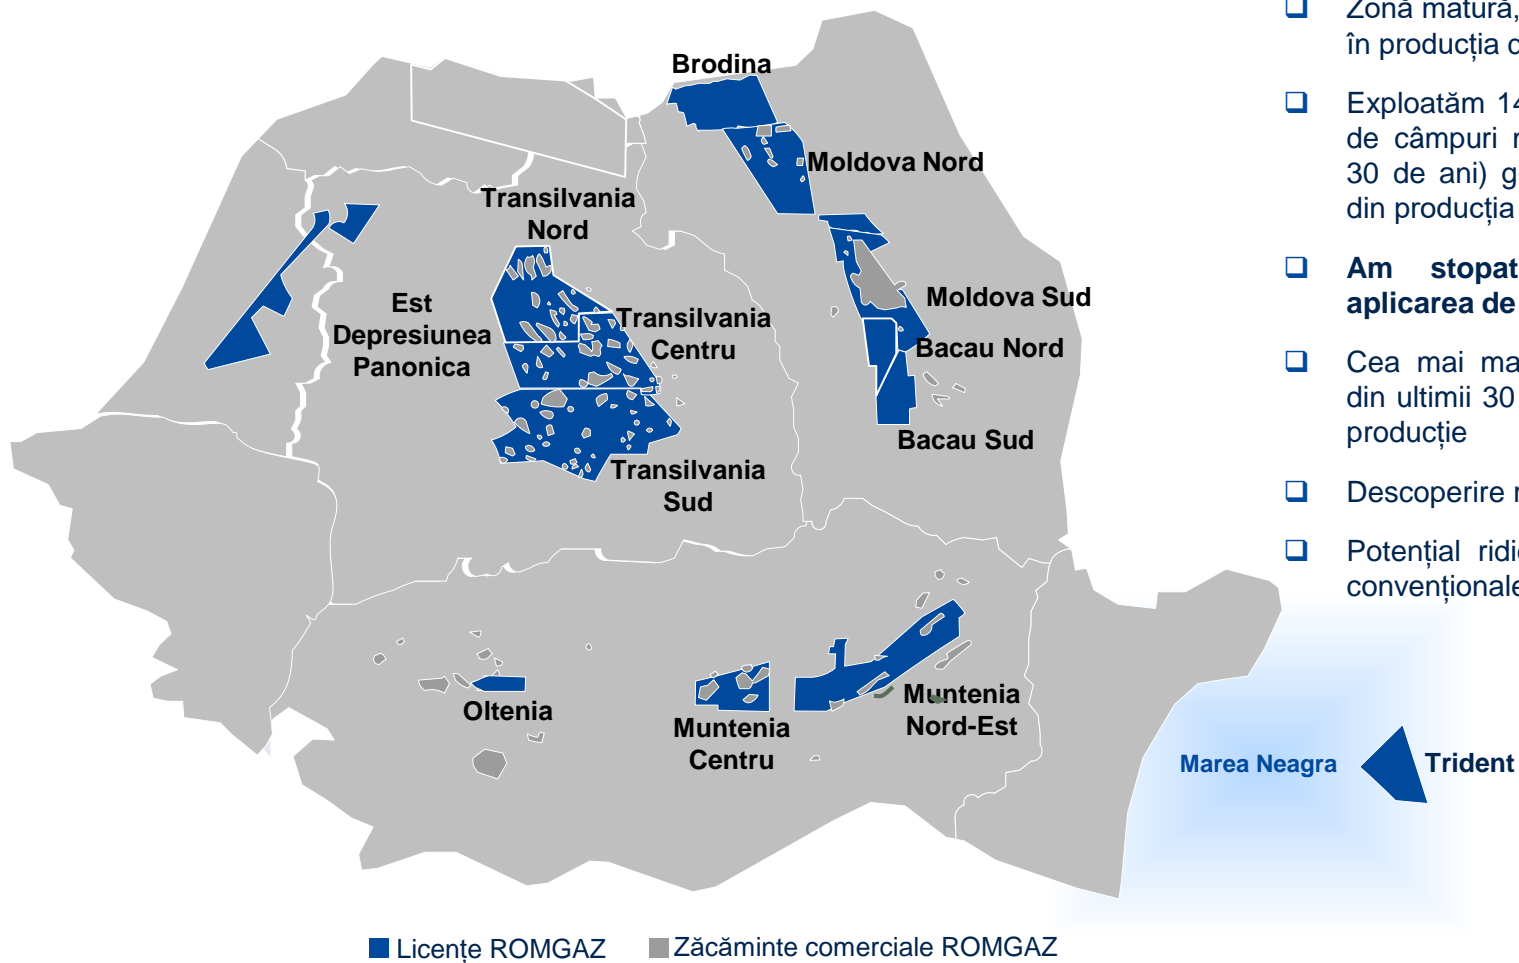 Brodina
Moldova Nord
Transilvania
Nord
Est
Depresiunea
Panonica
Transilvania
Centru
Moldova Sud
Bacau Nord
Bacau Sud
Transilvania
Sud
Oltenia
Muntenia
Centru
Muntenia
Nord-Est
Marea Neagra
Trident
Licențe ROMGAZ
Zăcăminte comerciale ROMGAZ
Zonă matură,
în producția
Exploatăm 14
de câmpuri
30 de ani)
din producția
Am stopat
aplicarea de
Cea mai
din ultimii 30
producție
Descoperire
Potențial
convenționale